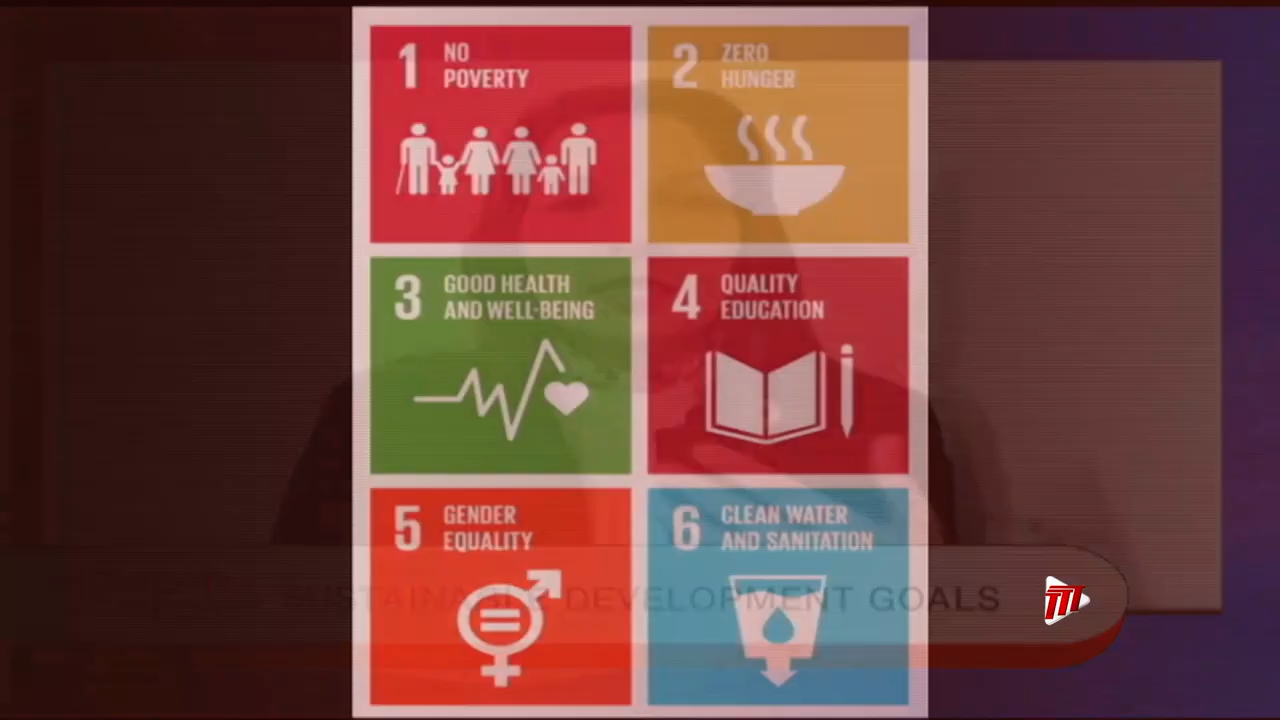 1 NO
POVERTY
2 ZERO
HUNGER
3 GOOD HEALTH
AND WELL-BEING
4 QUALITY
EDUCATION
5 GENDER
EQUALITY
6 CLEAN WATER
AND SANITATION
SUSTAINABLE DEVELOPMENT GOALS